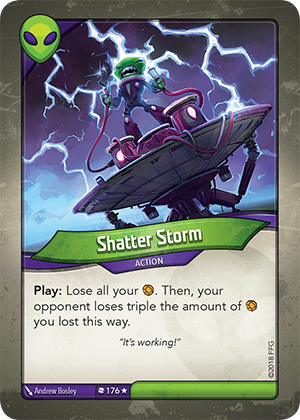 Shatter Storm
ACTION
Play: Lose all your . Then, your
opponent loses triple the amount of
you lost this way.
"It's working!"
Andrew Bosley
176
©2018 FFG